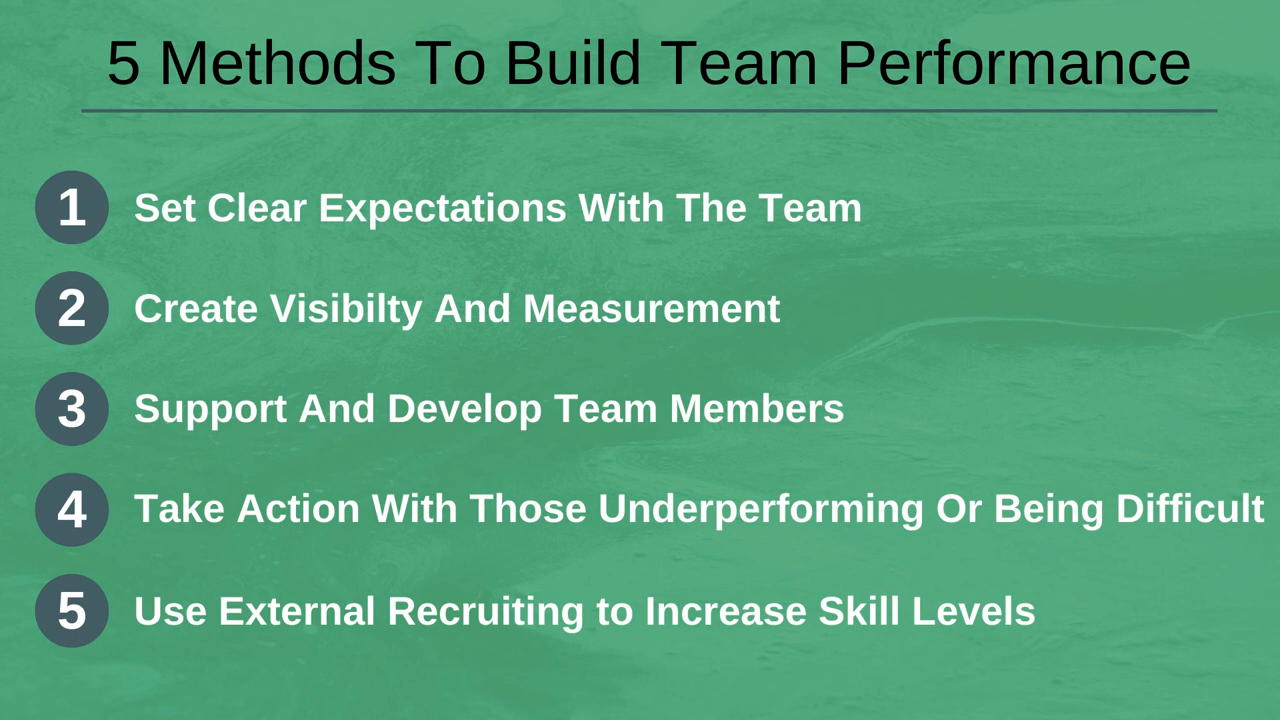 5 Methods To Build Team Performance
1 Set Clear Expectations With The Team
2 Create Visibilty And Measurement
3 Support And Develop Team Members
4 Take Action With Those Underperforming Or Being Difficult
5 Use External Recruiting to Increase Skill Levels